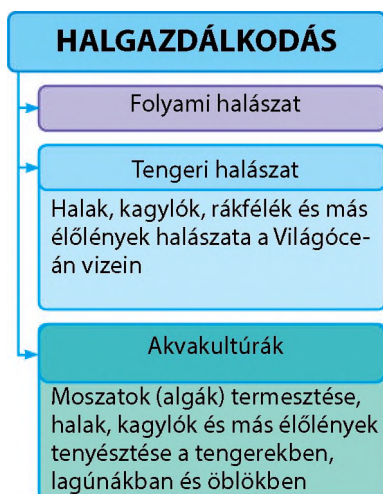 HALGAZDÁLKODÁS
Folyami halászat
Tengeri halászat
Halak, kagylók, rákfélék és más
élőlények halászata a Világóce-
án vizein
Akvakultúrák
Moszatok (algák) termesztése,
halak, kagylók és más élőlények
tenyésztése a tengerekben,
lagúnákban és öblökben